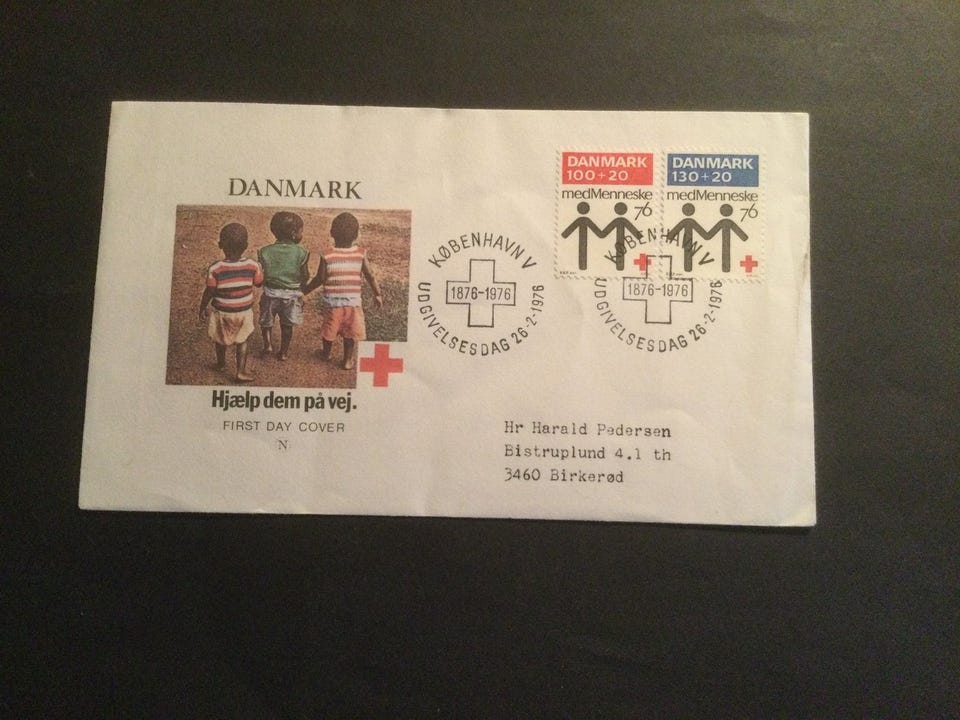 DANMARK
Hjælp dem på vej.
FIRST DAY COVER
N
KØBENHAVN V
1876-1976
UDGIVELSESDAG 26-2-1976
DANMARK
100+20
medMenneske
76
DANMARK
130+20
medMenneske
76
KØBENHAVN V
1876-1976
UDGIVELSESDAG 26-2-1976
Hr Harald Pedersen
Bistruplund 4.1 th
3460 Birkerød